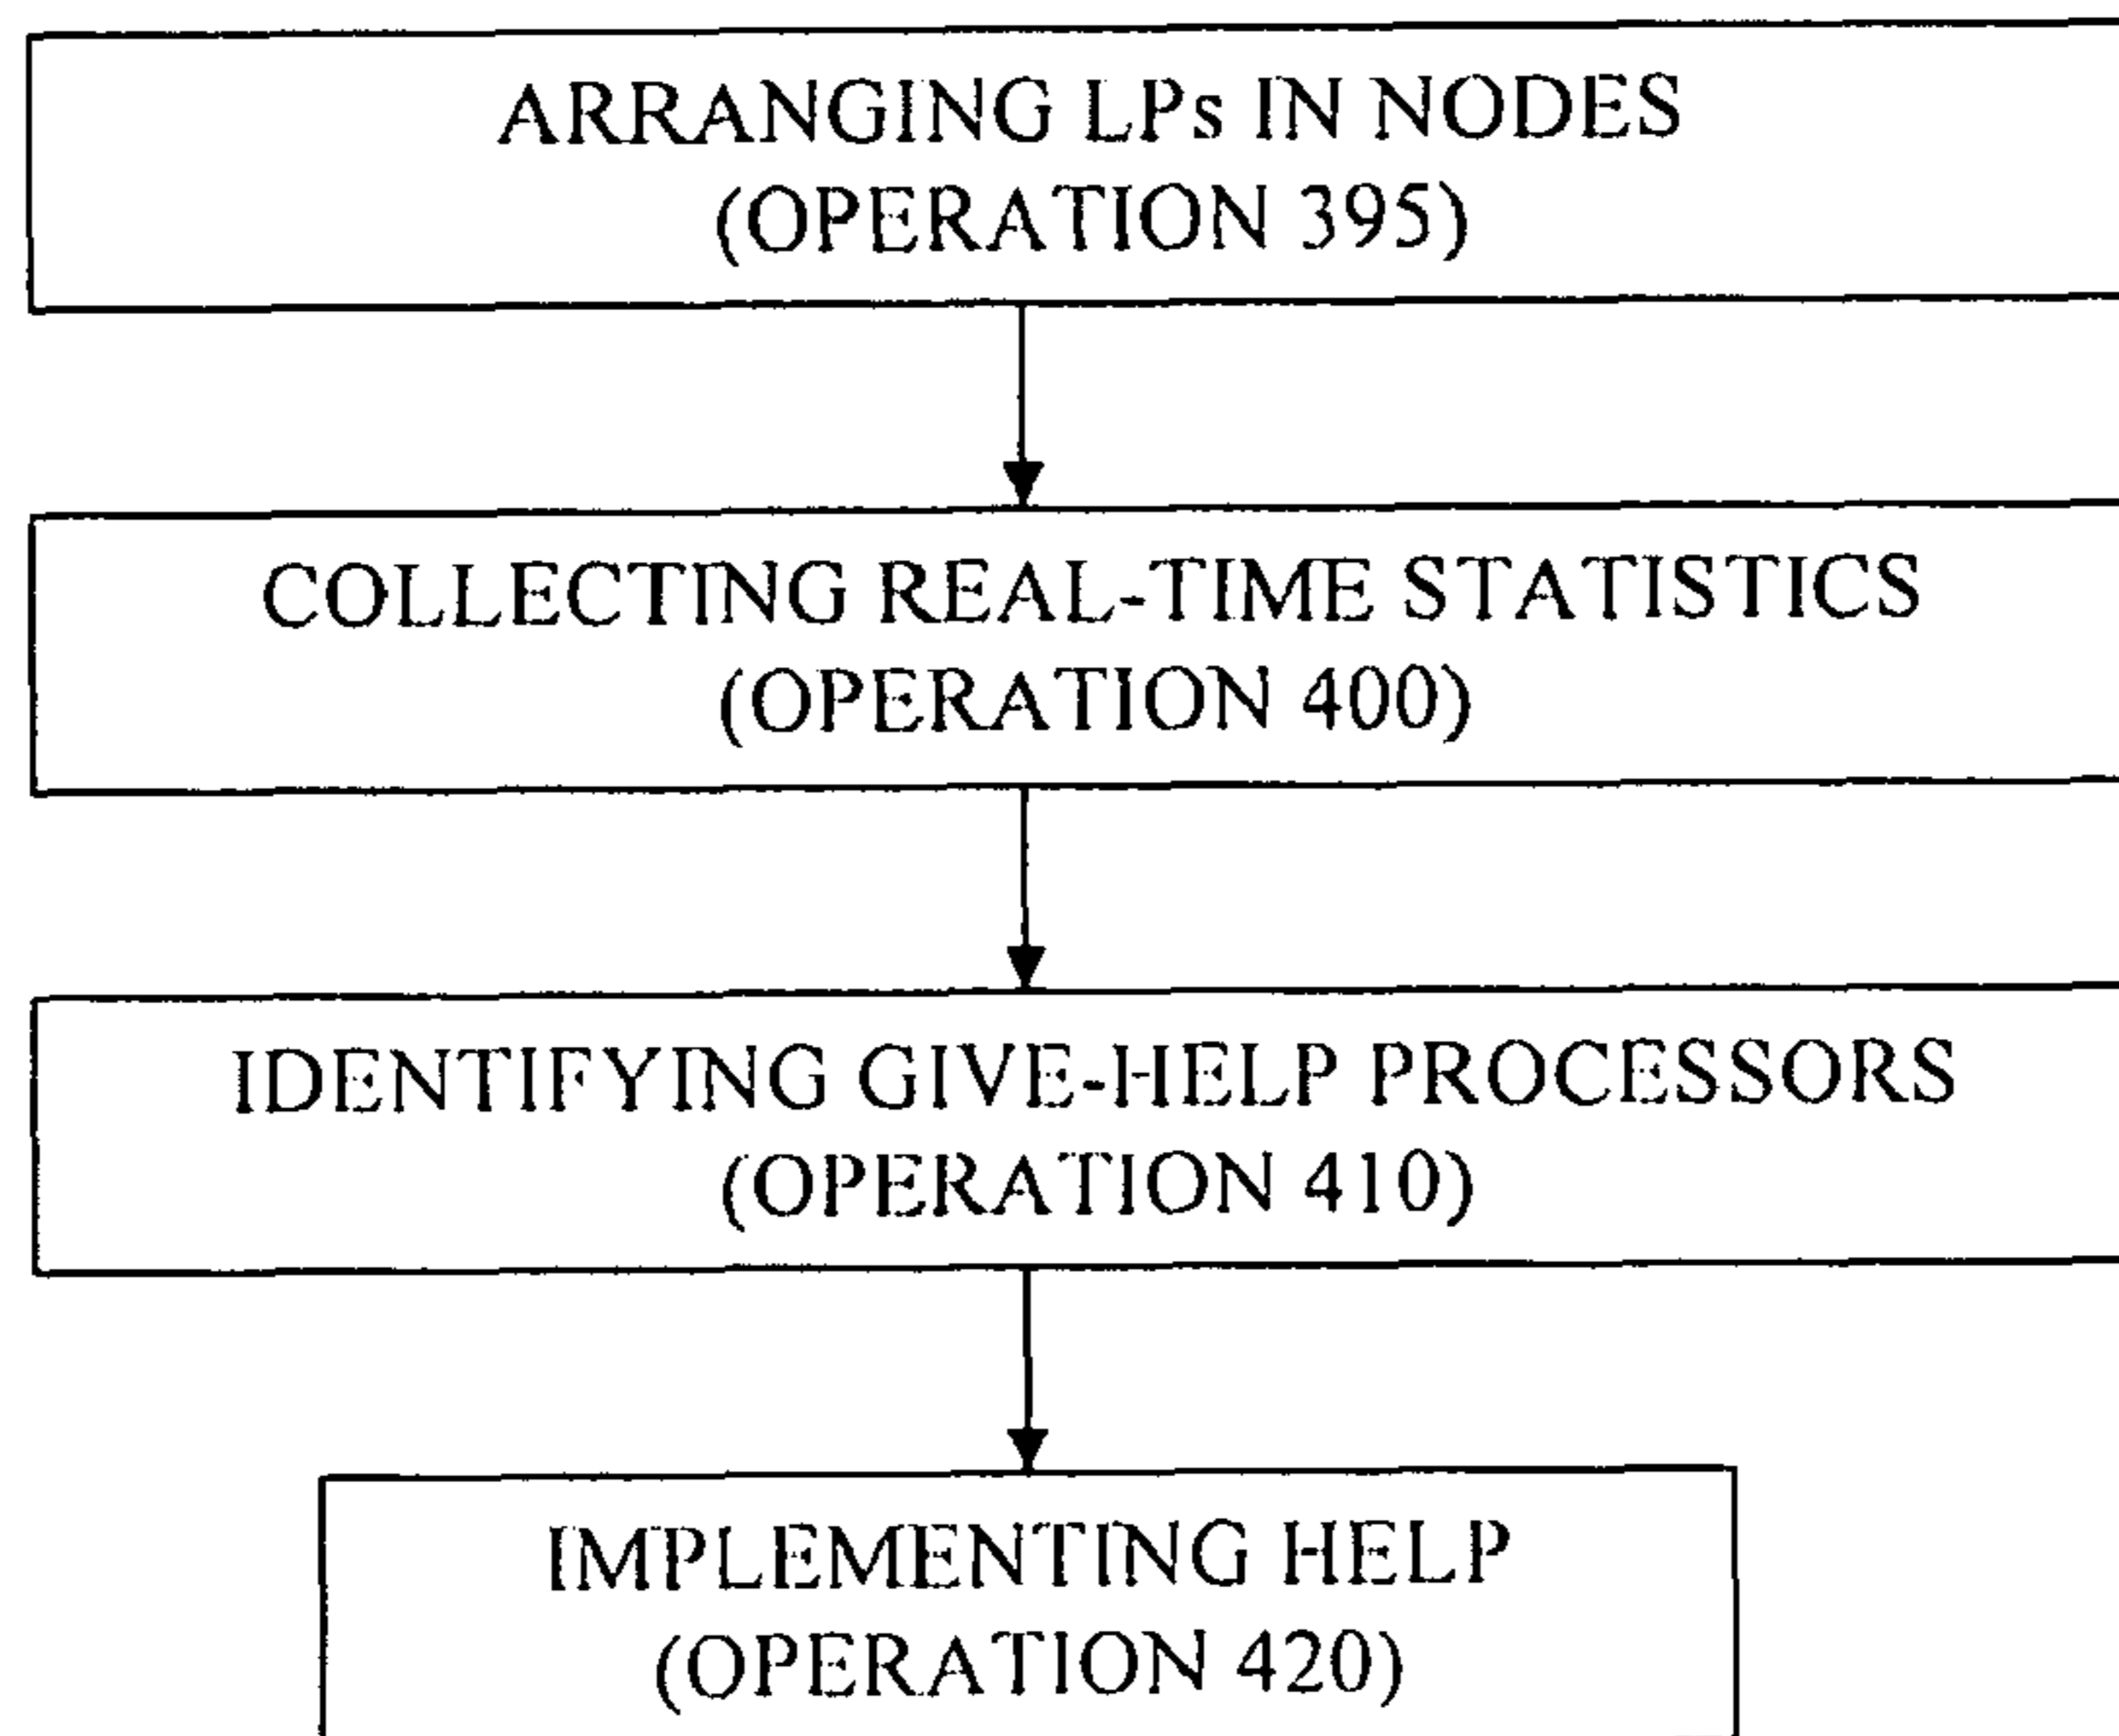 ARRANGING LPs IN NODES
(OPERATION 395)
COLLECTING REAL-TIME STATISTICS
(OPERATION 400)
IDENTIFYING GIVE-HELP PROCESSORS
(OPERATION 410)
IMPLEMENTING HELP
(OPERATION 420)